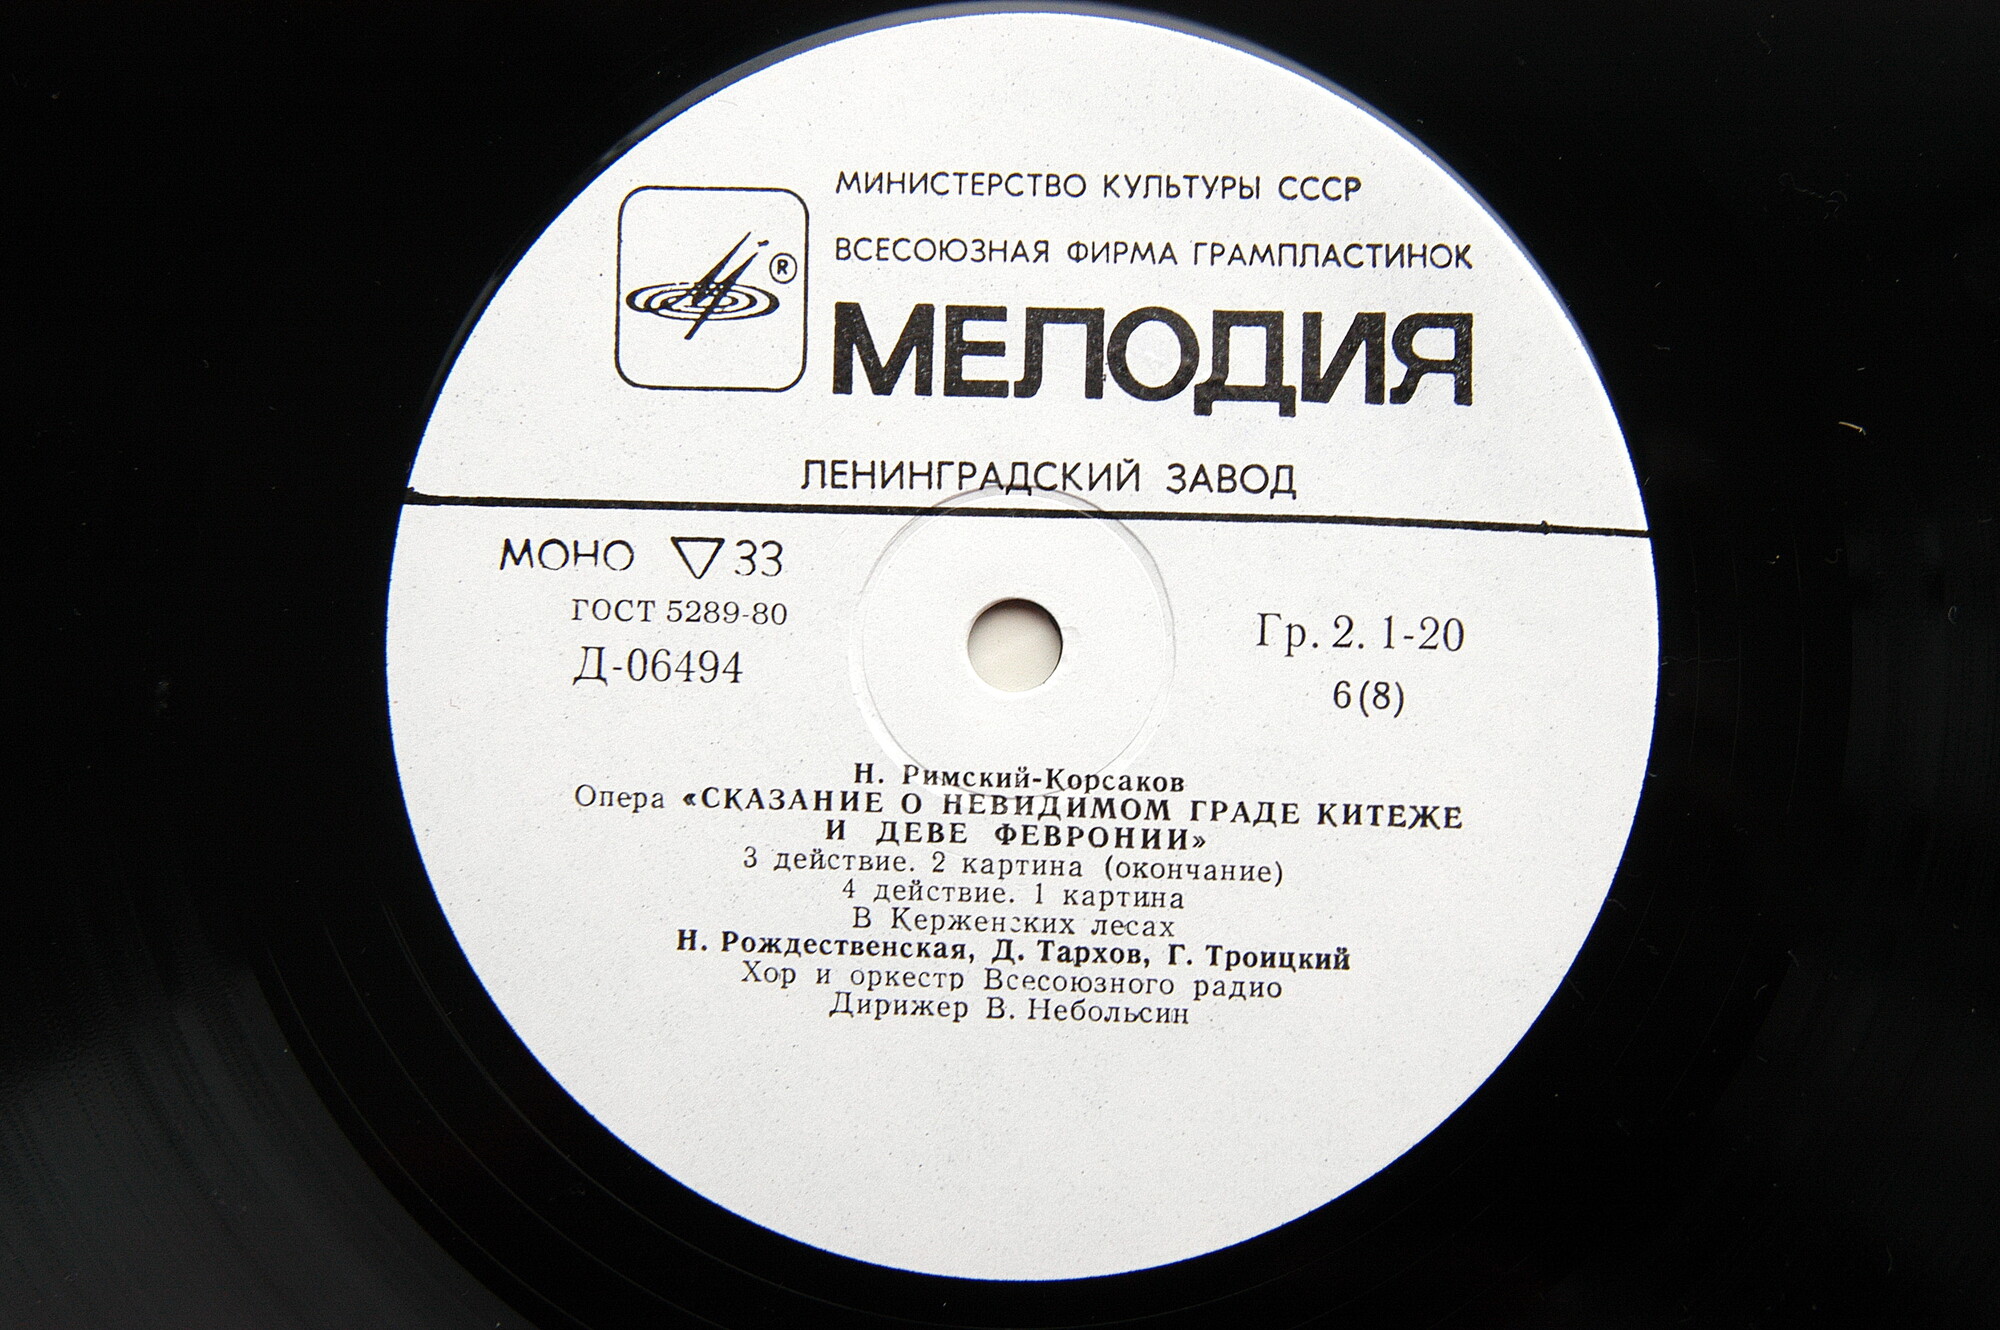 МИНИСТЕРСТВО КУЛЬТУРЫ СССР
ВСЕСОЮЗНАЯ ФИРМА ГРАМПЛАСТИНОК
®
МЕЛОДИЯ
ЛЕНИНГРАДСКИЙ ЗАВОД
МОНО ▽ 33
ГОСТ 5289-80
Д-06494
Гр. 2. 1-20
6(8)
Н. Римский-Корсаков
Опера «СКАЗАНИЕ О НЕВИДИМОМ ГРАДЕ КИТЕЖЕ
И ДЕВЕ ФЕВРОНИИ»
3 действие. 2 картина (окончание)
4 действие. 1 картина
В Керженских лесах
Н. Рождественская, Д. Тархов, Г. Троицкий
Хор и оркестр Всесоюзного радио
Дирижер В. Небольсин